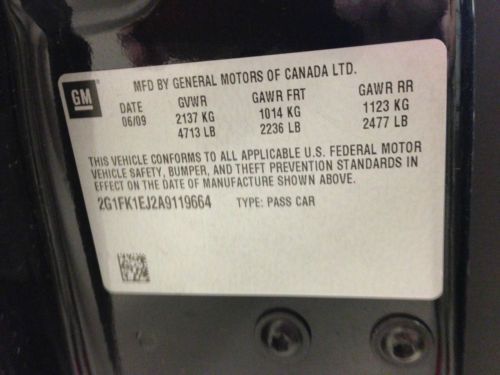 GM
MFD BY GENERAL MOTORS OF CANADA LTD.
DATE GVWR GAWR FRT GAWR RR
06/09 2137 KG 1014 KG 1123 KG
4713 LB 2236 LB 2477 LB
THIS VEHICLE CONFORMS TO ALL APPLICABLE U.S. FEDERAL MOTOR
VEHICLE SAFETY, BUMPER, AND THEFT PREVENTION STANDARDS IN
EFFECT ON THE DATE OF MANUFACTURE SHOWN ABOVE.
2G1FK1EJ2A9119664 TYPE: PASS CAR